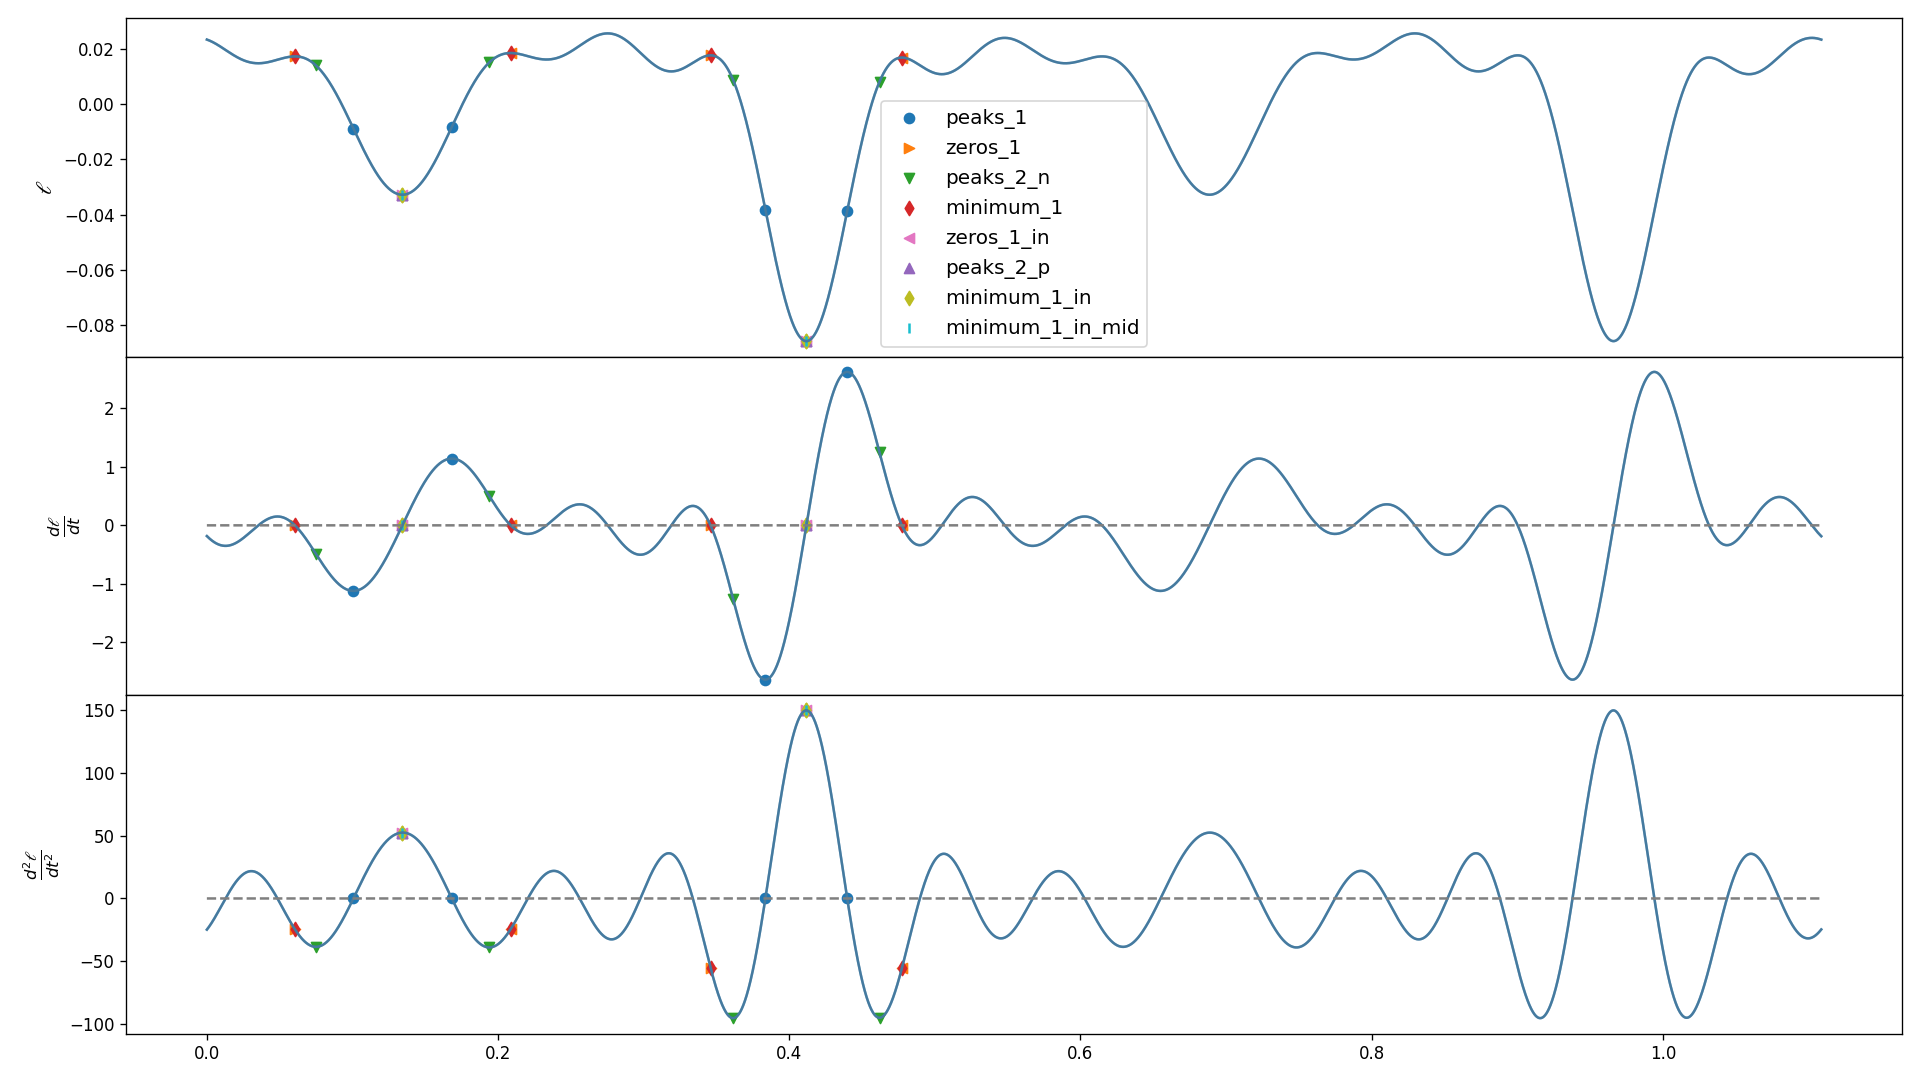 0.02
0.00
−0.02
−0.04
−0.06
−0.08
ℓ
peaks_1
zeros_1
peaks_2_n
minimum_1
zeros_1_in
peaks_2_p
minimum_1_in
minimum_1_in_mid
2
1
0
−1
−2
dℓ
dt
150
100
50
0
−50
−100
d²ℓ
dt²
0.0 0.2 0.4 0.6 0.8 1.0